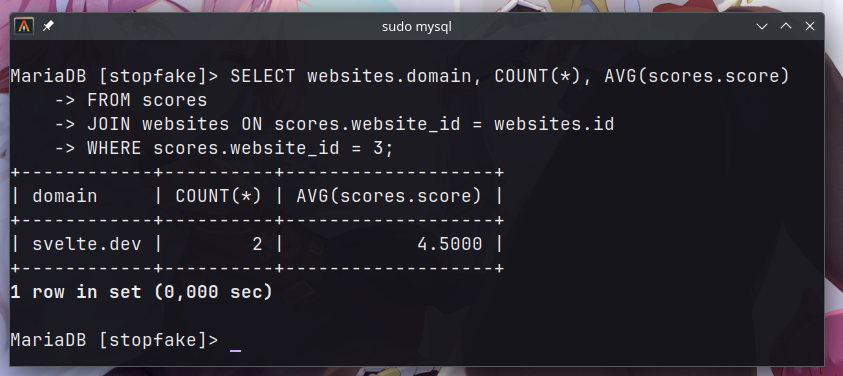 sudo mysql
MariaDB [stopfake]> SELECT websites.domain, COUNT(*), AVG(scores.score)
    -> FROM scores
    -> JOIN websites ON scores.website_id = websites.id
    -> WHERE scores.website_id = 3;
+------------+----------+-------------------+
| domain     | COUNT(*) | AVG(scores.score) |
+------------+----------+-------------------+
| svelte.dev |        2 |            4.5000 |
+------------+----------+-------------------+
1 row in set (0,000 sec)
MariaDB [stopfake]> _